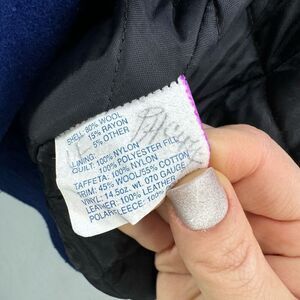 SHELL: 80% WOOL
15% RAYON
5% OTHER
LINING: 100% NYLON
QUILT: 100% POLYESTER FILL
TAFFETA: 100% NYLON
TRIM: 45% WOOL/55% COTTON
VINYL: 14.5oz. wt .070 GAUGE
LEATHER: 100% LEATHER
POLARFLEECE: 100%